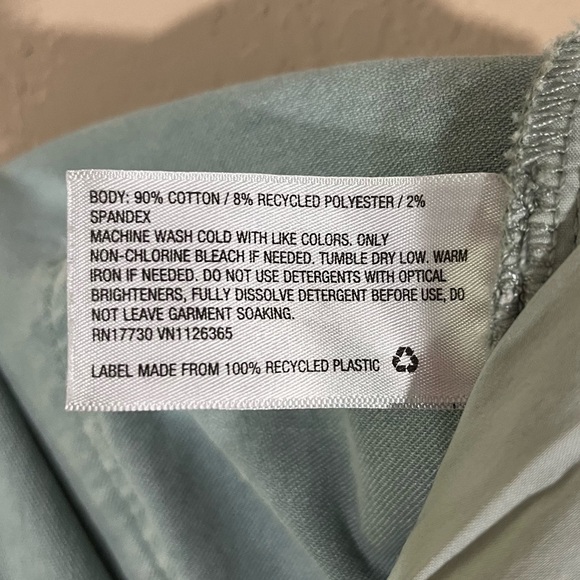 BODY: 90% COTTON / 8% RECYCLED POLYESTER / 2%
SPANDEX
MACHINE WASH COLD WITH LIKE COLORS. ONLY
NON-CHLORINE BLEACH IF NEEDED. TUMBLE DRY LOW. WARM
IRON IF NEEDED. DO NOT USE DETERGENTS WITH OPTICAL
BRIGHTENERS, FULLY DISSOLVE DETERGENT BEFORE USE, DO
NOT LEAVE GARMENT SOAKING.
RN17730 VN1126365
LABEL MADE FROM 100% RECYCLED PLASTIC